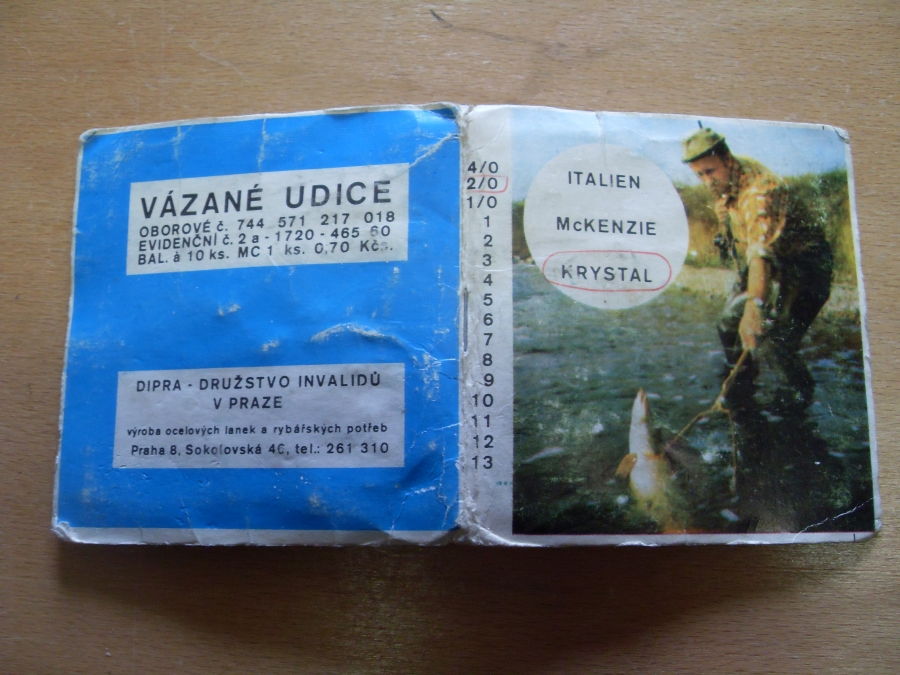 VÁZANÉ UDICE
OBOROVÉ č. 744 571 217 018
EVIDENČNÍ č. 2 a - 1720 - 465 60
BAL. à 10 ks. MC 1 ks. 0,70 Kčs.
DIPRA - DRUŽSTVO INVALIDŮ
V PRAZE
výroba ocelových lanek a rybářských potřeb
Praha 8, Sokolovská tel.: 261 310
4/0
2/0
1/0
1
2
3
4
5
6
7
8
9
10
11
12
13
ITALIEN
McKENZIE
KRYSTAL